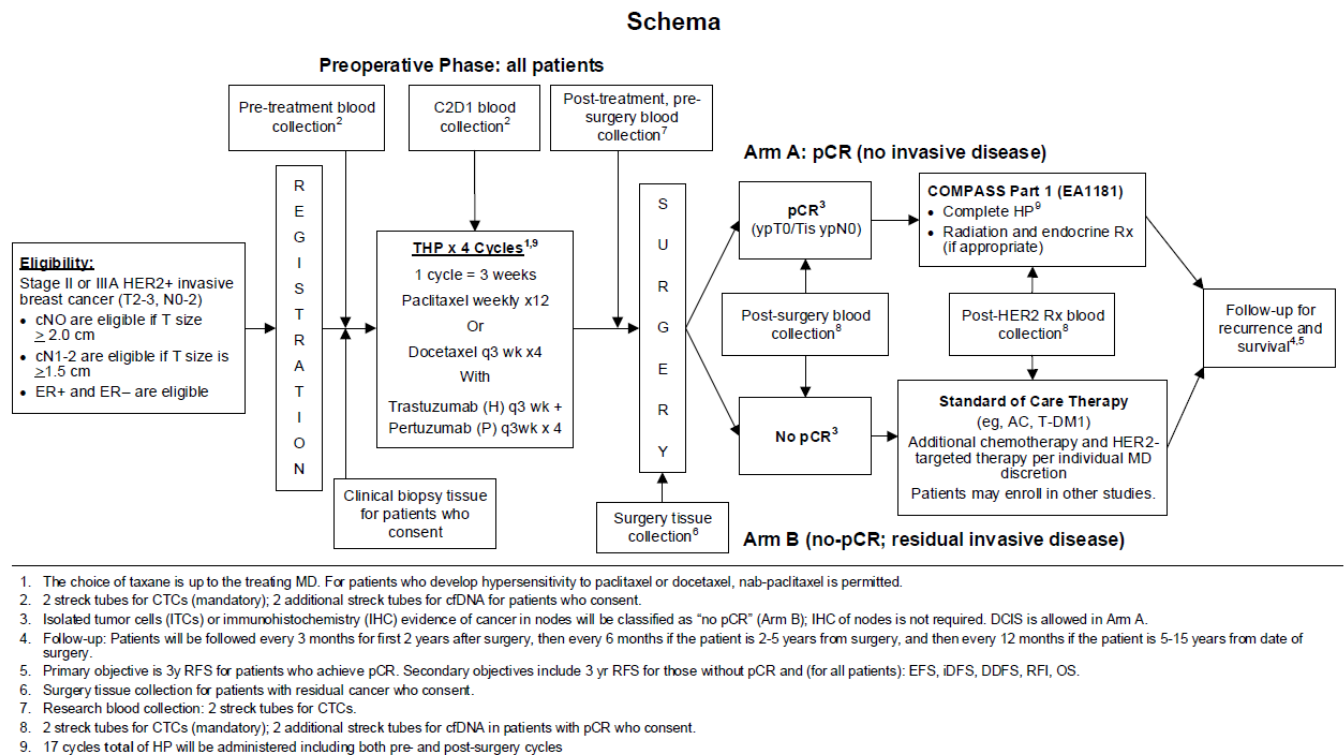 Schema
Preoperative Phase: all patients
Pre-treatment blood
collection2
C2D1 blood
collection2
Post-treatment, pre-
surgery blood
collection7
Eligibility:
Stage II or IIIA HER2+ invasive
breast cancer (T2-3, N0-2)
• cNO are eligible if T size
≥ 2.0 cm
• cN1-2 are eligible if T size is
≥1.5 cm
• ER+ and ER– are eligible
R
E
G
I
S
T
R
A
T
I
O
N
THP x 4 Cycles1,9
1 cycle = 3 weeks
Paclitaxel weekly x12
Or
Docetaxel q3 wk x4
With
Trastuzumab (H) q3 wk +
Pertuzumab (P) q3wk x 4
Clinical biopsy tissue
for patients who
consent
S
U
R
G
E
R
Y
Surgery tissue
collection6
Arm A: pCR (no invasive disease)
pCR3
(ypT0/Tis ypN0)
COMPASS Part 1 (EA1181)
• Complete HP9
• Radiation and endocrine Rx
(if appropriate)
Post-surgery blood
collection8
Post-HER2 Rx blood
collection8
Follow-up for
recurrence and
survival4,5
No pCR3
Standard of Care Therapy
(eg, AC, T-DM1)
Additional chemotherapy and HER2-
targeted therapy per individual MD
discretion
Patients may enroll in other studies.
Arm B (no-pCR; residual invasive disease)
1. The choice of taxane is up to the treating MD. For patients who develop hypersensitivity to paclitaxel or docetaxel, nab-paclitaxel is permitted.
2. 2 streck tubes for CTCs (mandatory); 2 additional streck tubes for cfDNA for patients who consent.
3. Isolated tumor cells (ITCs) or immunohistochemistry (IHC) evidence of cancer in nodes will be classified as “no pCR” (Arm B); IHC of nodes is not required. DCIS is allowed in Arm A.
4. Follow-up: Patients will be followed every 3 months for first 2 years after surgery, then every 6 months if the patient is 2-5 years from surgery, and then every 12 months if the patient is 5-15 years from date of
surgery.
5. Primary objective is 3y RFS for patients who achieve pCR. Secondary objectives include 3 yr RFS for those without pCR and (for all patients): EFS, iDFS, DDFS, RFI, OS.
6. Surgery tissue collection for patients with residual cancer who consent.
7. Research blood collection: 2 streck tubes for CTCs.
8. 2 streck tubes for CTCs (mandatory); 2 additional streck tubes for cfDNA in patients with pCR who consent.
9. 17 cycles total of HP will be administered including both pre- and post-surgery cycles